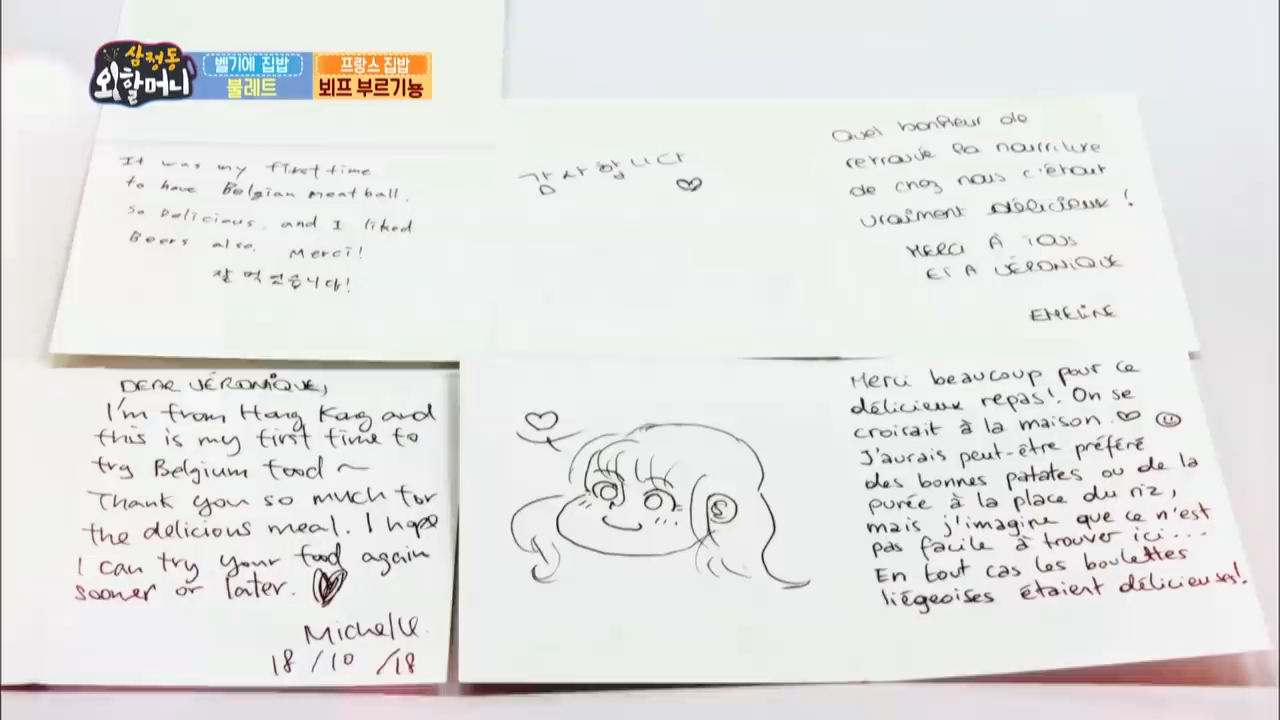 삼청동
외할머니
벨기에 집밥
불레트
프랑스 집밥
뵈프 부르기뇽
It was my first time
to have Belgian meatball.
So Delicious. and I liked
Beers also. Merci!
잘 먹었습니다!
감사합니다
Quel bonheur de
retrouvé la nourriture
de chez nous c'était
vraiment délicieux !
MERCI À TOUS
ET A VÉRONIQUE
EMELINE
DEAR VÉRONIQUE,
I'm from Hong Kong and
this is my first time to
try Belgium food ~
Thank you so much for
the delicious meal. I hope
I can try your food again
sooner or later.
Michelle.
18/10/18
Merci beaucoup pour ce
délicieux repas! On se
croirait à la maison. ♡ ☺
J'aurais peut-être préféré
des bonnes patates ou de la
purée à la place du riz,
mais j'imagine que ce n'est
pas facile à trouver ici...
En tout cas les boulettes
liégeoises étaient délicieuses!